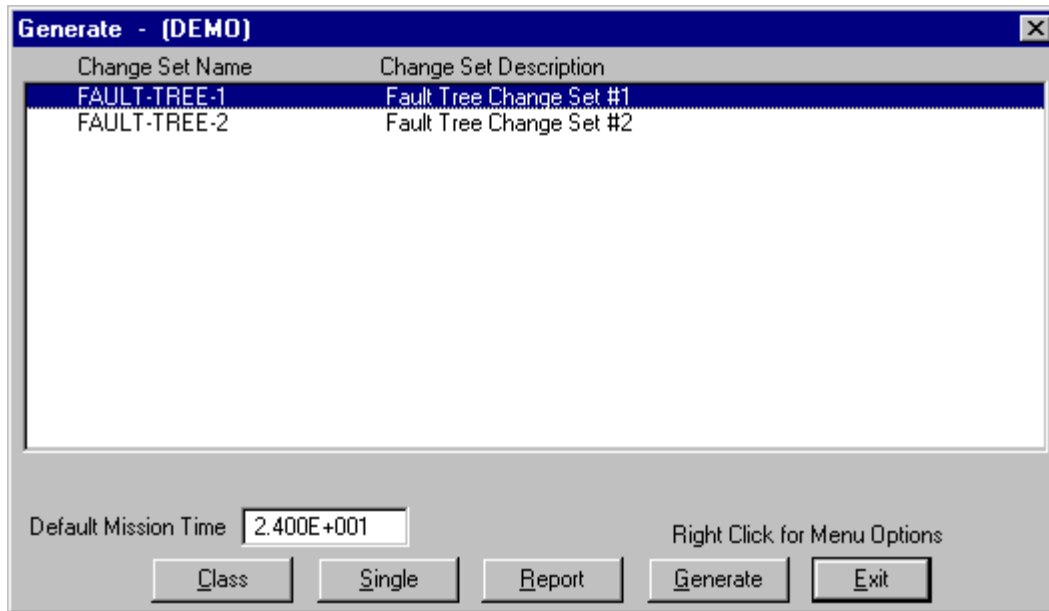 Generate - (DEMO)
Change Set Name Change Set Description
FAULT-TREE-1 Fault Tree Change Set #1
FAULT-TREE-2 Fault Tree Change Set #2
Default Mission Time 2.400E+001
Right Click for Menu Options
Class Single Report Generate Exit